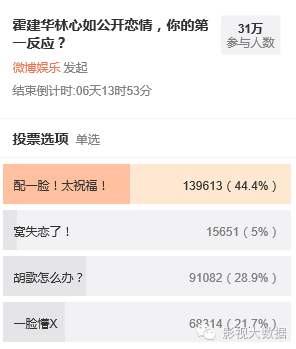 霍建华林心如公开恋情，你的第
一反应？
31万
参与人数
微博娱乐 发起
结束倒计时:06天13时53分
投票选项 单选
配一脸！太祝福！ 139613（44.4%）
窝失恋了！ 15651（5%）
胡歌怎么办？ 91082（28.9%）
一脸懵X 68314（21.7%）
影视大数据